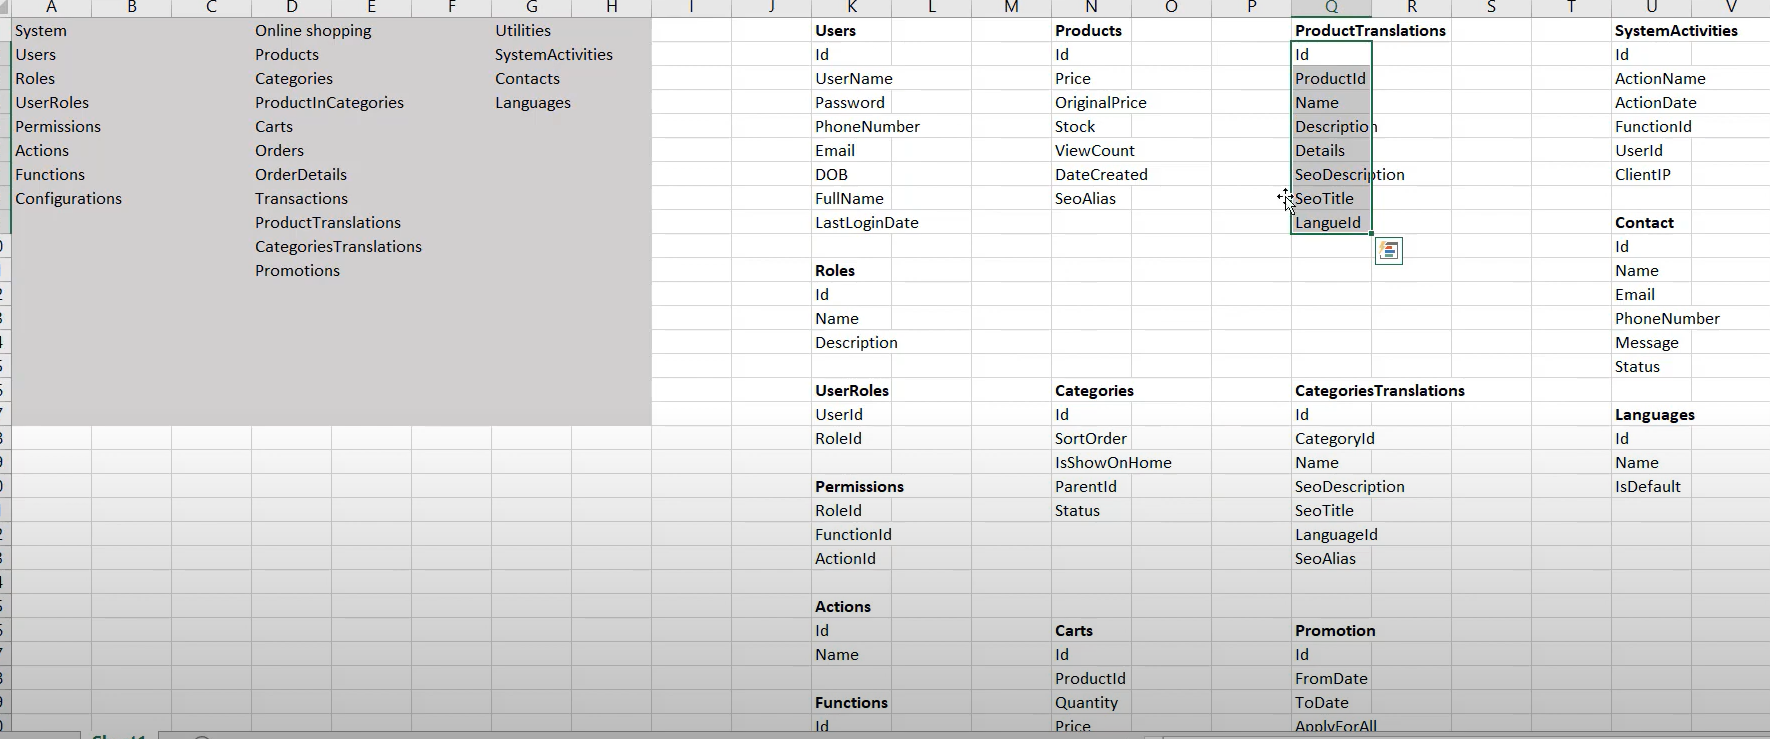 A B C D E F G H I J K L M N O P Q R S T U V
System
Users
Roles
UserRoles
Permissions
Actions
Functions
Configurations
Online shopping
Products
Categories
ProductInCategories
Carts
Orders
OrderDetails
Transactions
ProductTranslations
CategoriesTranslations
Promotions
Utilities
SystemActivities
Contacts
Languages
Users
Id
UserName
Password
PhoneNumber
Email
DOB
FullName
LastLoginDate
Roles
Id
Name
Description
UserRoles
UserId
RoleId
Permissions
RoleId
FunctionId
ActionId
Actions
Id
Name
Functions
Id
Products
Id
Price
OriginalPrice
Stock
ViewCount
DateCreated
SeoAlias
Categories
Id
SortOrder
IsShowOnHome
ParentId
Status
Carts
Id
ProductId
Quantity
Price
ProductTranslations
Id
ProductId
Name
Description
Details
SeoDescription
SeoTitle
LangueId
CategoriesTranslations
Id
CategoryId
Name
SeoDescription
SeoTitle
LanguageId
SeoAlias
Promotion
Id
FromDate
ToDate
ApplyForAll
SystemActivities
Id
ActionName
ActionDate
FunctionId
UserId
ClientIP
Contact
Id
Name
Email
PhoneNumber
Message
Status
Languages
Id
Name
IsDefault